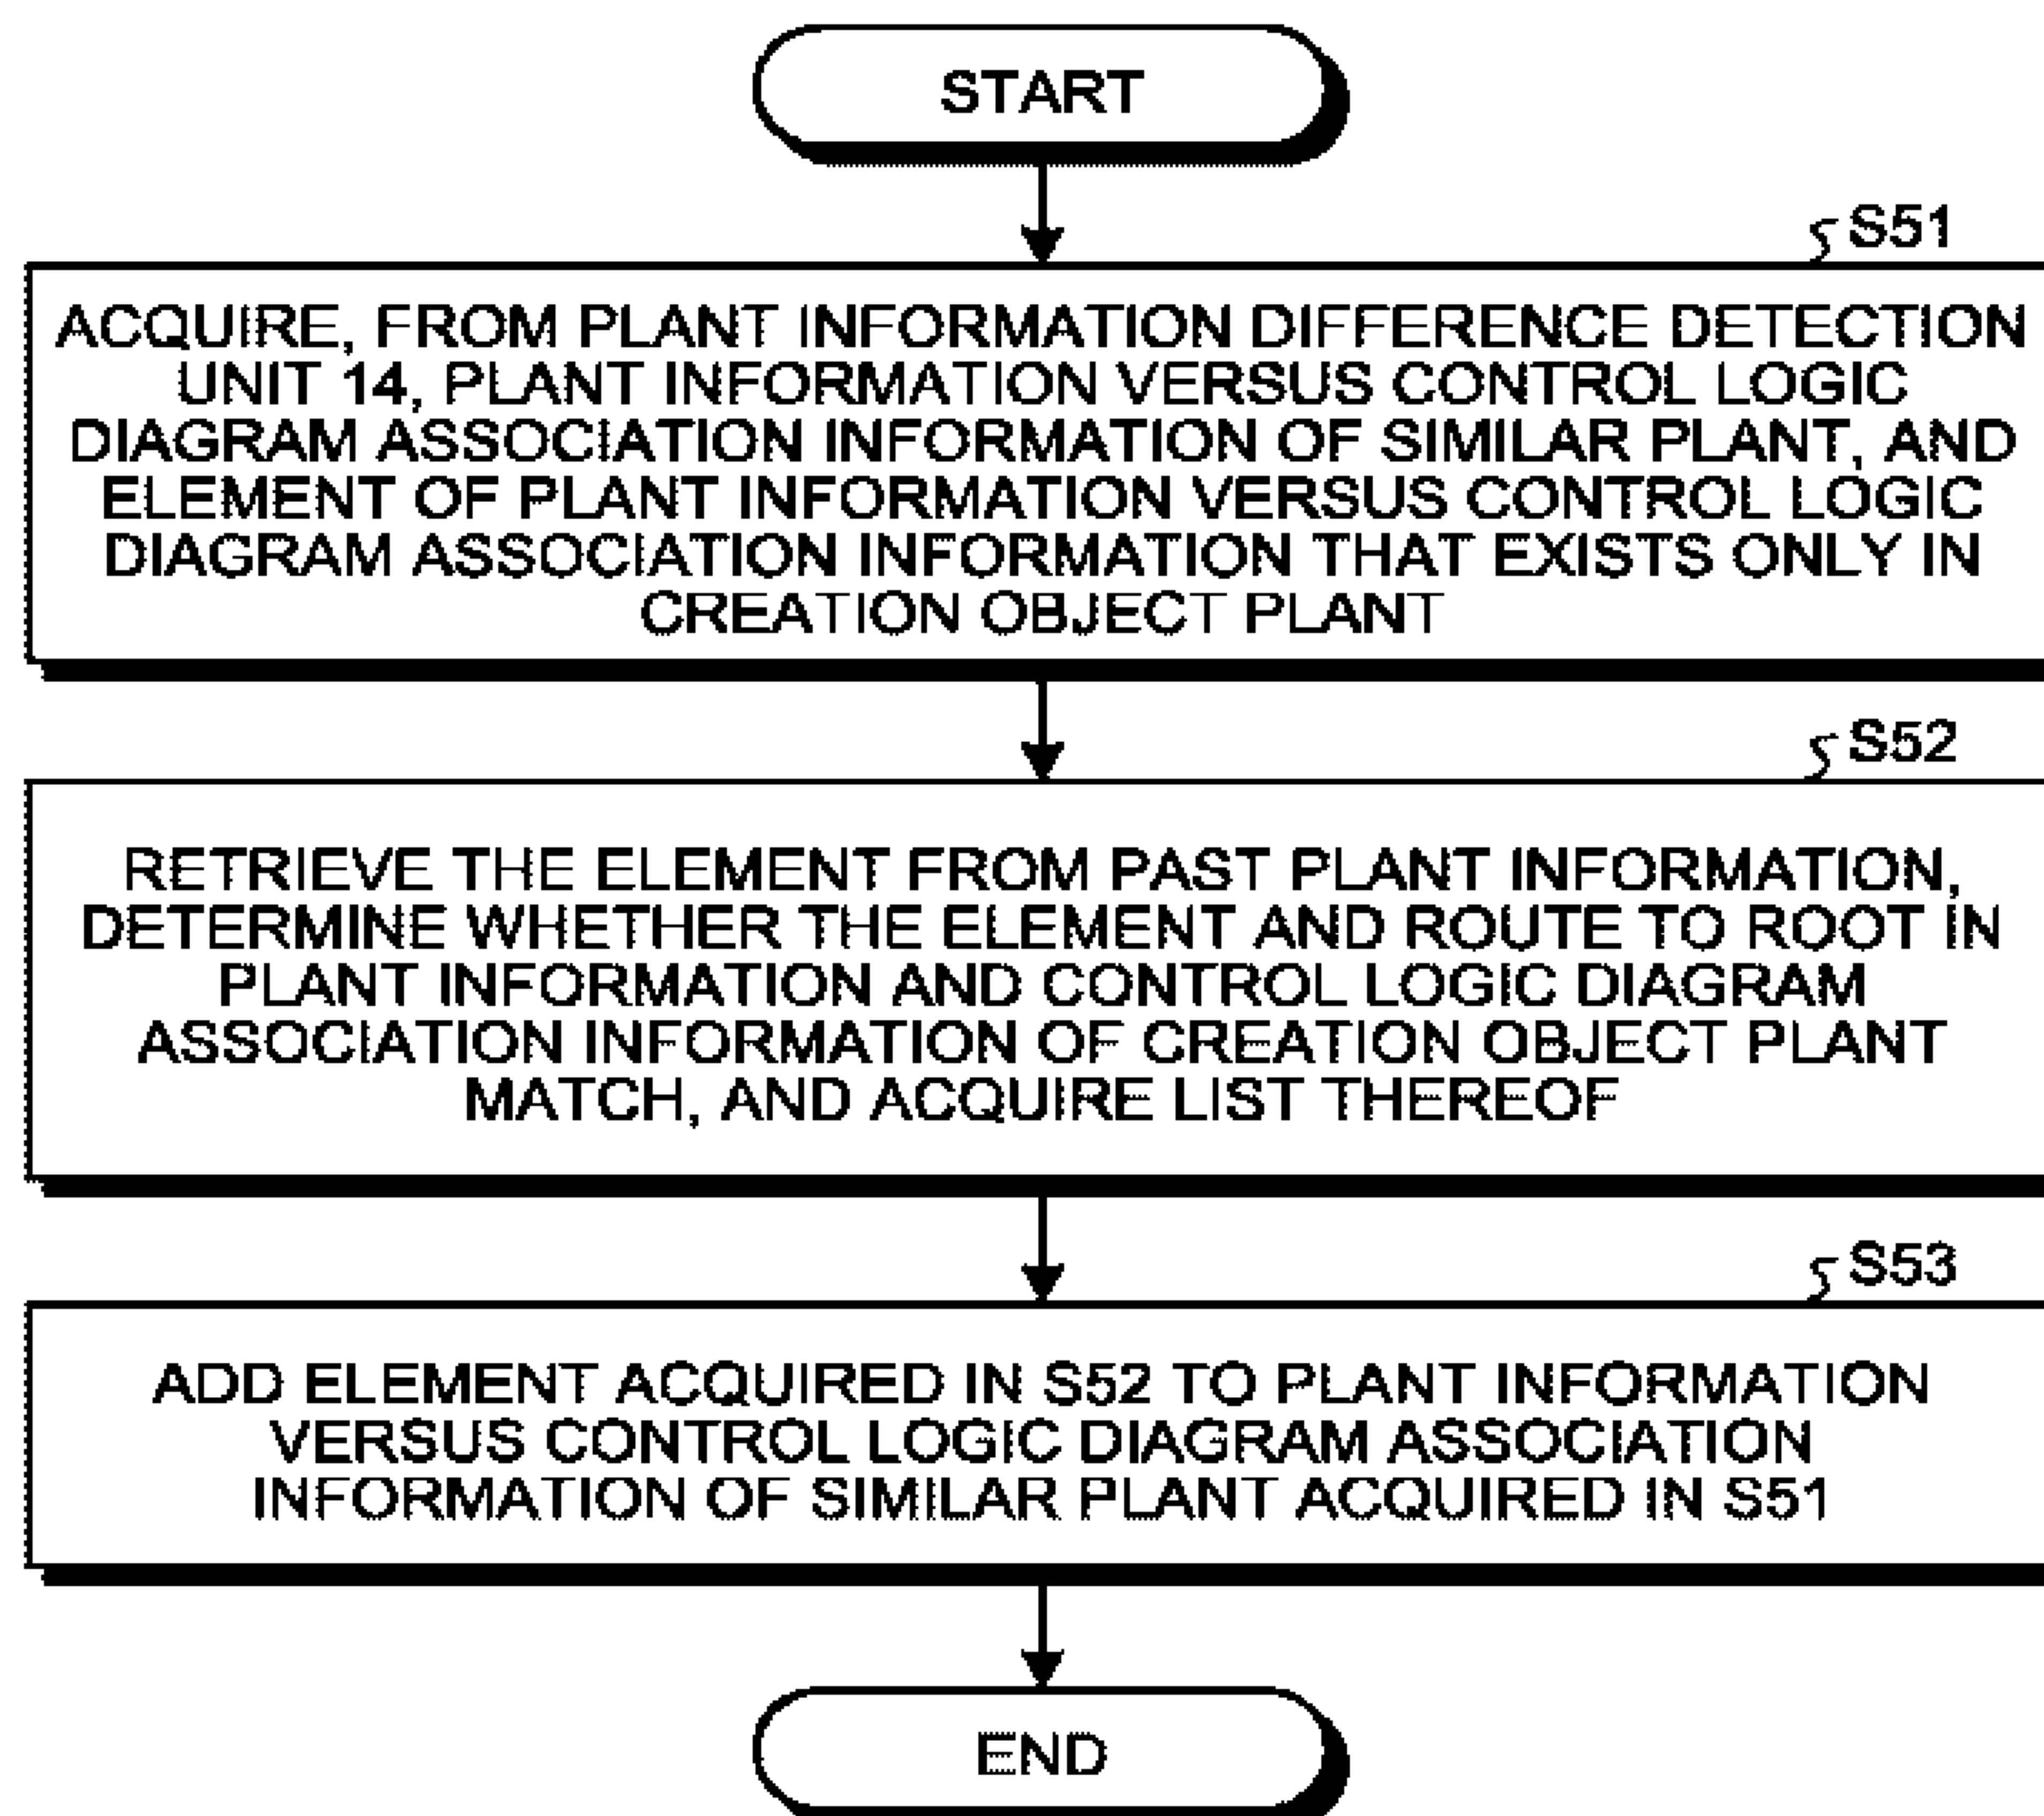 START
S51
ACQUIRE, FROM PLANT INFORMATION DIFFERENCE DETECTION
UNIT 14, PLANT INFORMATION VERSUS CONTROL LOGIC
DIAGRAM ASSOCIATION INFORMATION OF SIMILAR PLANT, AND
ELEMENT OF PLANT INFORMATION VERSUS CONTROL LOGIC
DIAGRAM ASSOCIATION INFORMATION THAT EXISTS ONLY IN
CREATION OBJECT PLANT
S52
RETRIEVE THE ELEMENT FROM PAST PLANT INFORMATION,
DETERMINE WHETHER THE ELEMENT AND ROUTE TO ROOT IN
PLANT INFORMATION AND CONTROL LOGIC DIAGRAM
ASSOCIATION INFORMATION OF CREATION OBJECT PLANT
MATCH, AND ACQUIRE LIST THEREOF
S53
ADD ELEMENT ACQUIRED IN S52 TO PLANT INFORMATION
VERSUS CONTROL LOGIC DIAGRAM ASSOCIATION
INFORMATION OF SIMILAR PLANT ACQUIRED IN S51
END